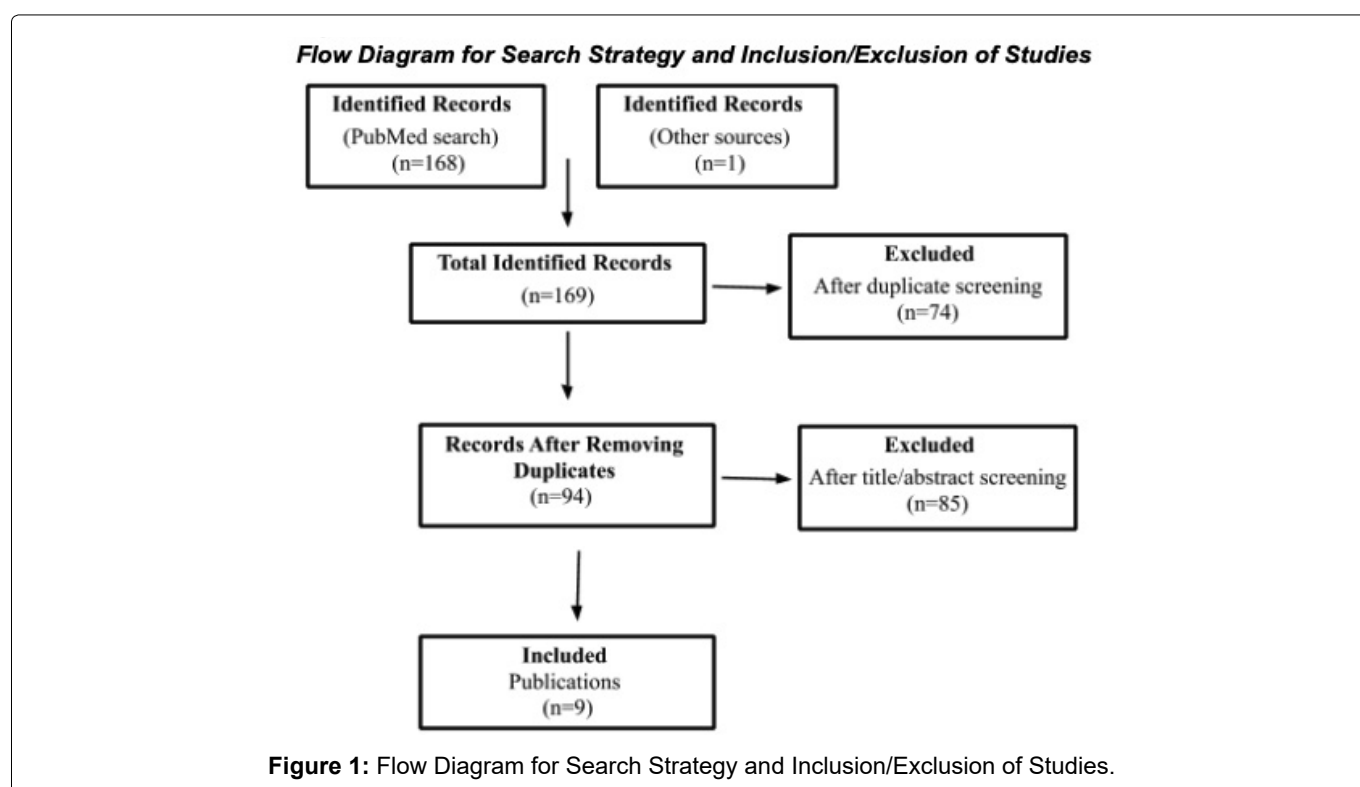 Flow Diagram for Search Strategy and Inclusion/Exclusion of Studies
Identified Records
(PubMed search)
(n=168)
Identified Records
(Other sources)
(n=1)
Total Identified Records
(n=169)
Excluded
After duplicate screening
(n=74)
Records After Removing
Duplicates
(n=94)
Excluded
After title/abstract screening
(n=85)
Included
Publications
(n=9)
Figure 1: Flow Diagram for Search Strategy and Inclusion/Exclusion of Studies.